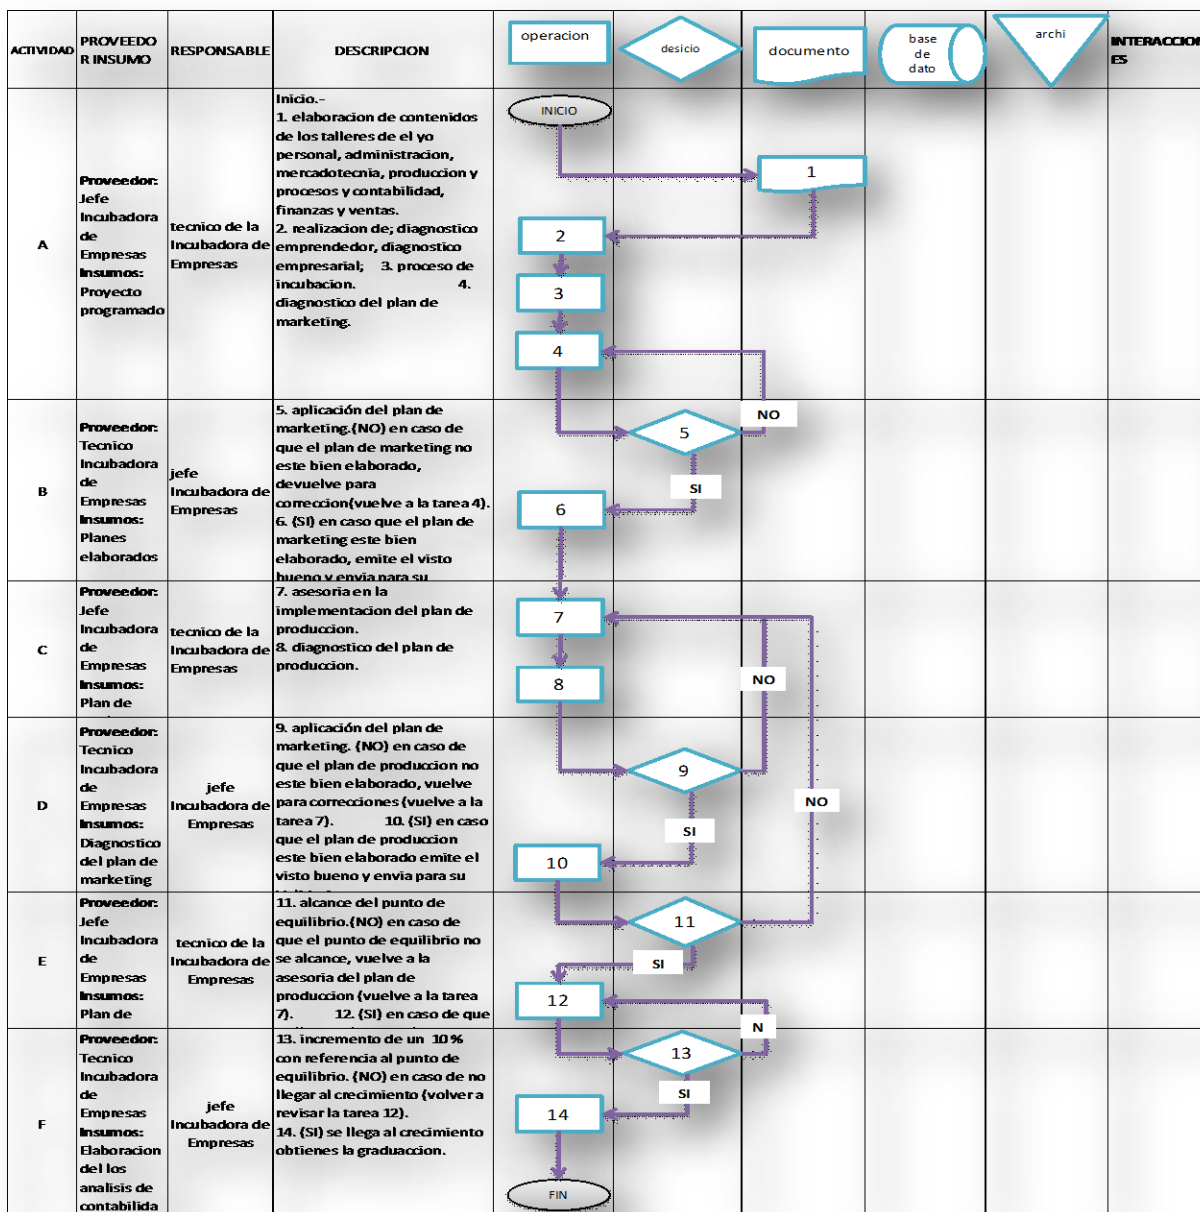 ACTIVIDAD
PROVEEDO
R INSUMO
RESPONSABLE
DESCRIPCION
operacion
desicio
documento
base
de
dato
archi
INTERACCION
ES
A
Proveedor:
Jefe
Incubadora
de
Empresas
Insumos:
Proyecto
programado
tecnico de la
Incubadora de
Empresas
Inicio.-
1. elaboracion de contenidos
de los talleres de el yo
personal, administracion,
mercadotecnia, produccion y
procesos y contabilidad,
finanzas y ventas.
2. realizacion de; diagnostico
emprendedor, diagnostico
empresarial; 3. proceso de
incubacion. 4.
diagnostico del plan de
marketing.
INICIO
1
2
3
4
B
Proveedor:
Tecnico
Incubadora
de
Empresas
Insumos:
Planes
elaborados
jefe
Incubadora de
Empresas
5. aplicación del plan de
marketing.(NO) en caso de
que el plan de marketing no
este bien elaborado,
devuelve para
correccion(vuelve a la tarea 4).
6. (SI) en caso que el plan de
marketing este bien
elaborado, emite el visto
bueno y envia para su
NO
5
SI
6
C
Proveedor:
Jefe
Incubadora
de
Empresas
Insumos:
Plan de
tecnico de la
Incubadora de
Empresas
7. asesoria en la
implementacion del plan de
produccion.
8. diagnostico del plan de
produccion.
7
8
NO
D
Proveedor:
Tecnico
Incubadora
de
Empresas
Insumos:
Diagnostico
del plan de
marketing
jefe
Incubadora de
Empresas
9. aplicación del plan de
marketing. (NO) en caso de
que el plan de produccion no
este bien elaborado, vuelve
para correcciones (vuelve a la
tarea 7). 10. (SI) en caso
que el plan de produccion
este bien elaborado emite el
visto bueno y envia para su
9
NO
SI
10
E
Proveedor:
Jefe
Incubadora
de
Empresas
Insumos:
Plan de
tecnico de la
Incubadora de
Empresas
11. alcance del punto de
equilibrio.(NO) en caso de
que el punto de equilibrio no
se alcance, vuelve a la
asesoria del plan de
produccion (vuelve a la tarea
7). 12. (SI) en caso de que
11
SI
12
N
F
Proveedor:
Tecnico
Incubadora
de
Empresas
Insumos:
Elaboracion
del los
analisis de
contabilida
jefe
Incubadora de
Empresas
13. incremento de un 10%
con referencia al punto de
equilibrio. (NO) en caso de no
llegar al crecimiento (volver a
revisar la tarea 12).
14. (SI) se llega al crecimiento
obtienes la graduaccion.
13
SI
14
FIN